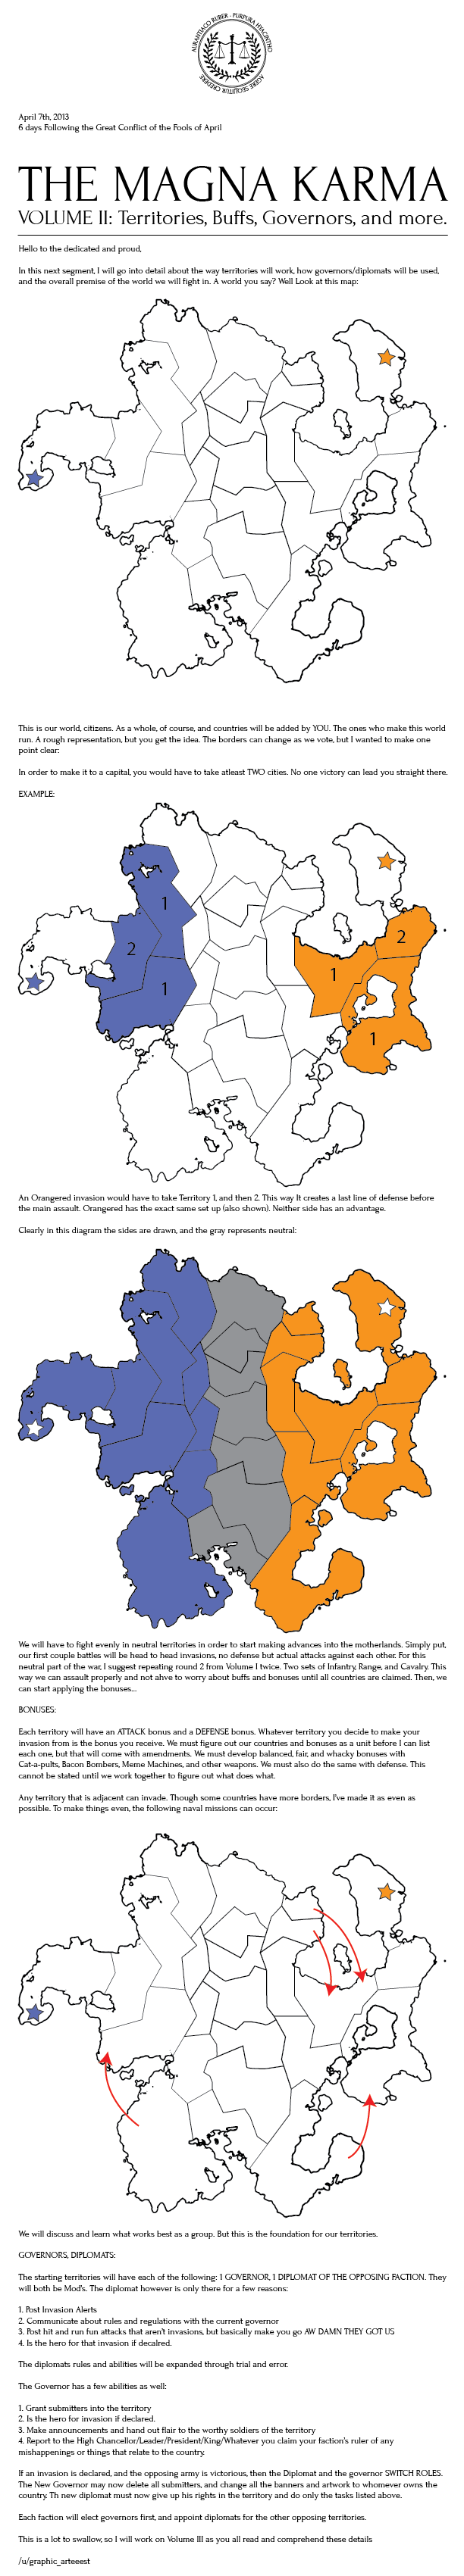 AURANTIACO RUBER · PURPURA HYACINTHO
AGERE SEQUITUR CREDERE
April 7th, 2013
6 days Following the Great Conflict of the Fools of April
THE MAGNA KARMA
VOLUME II: Territories, Buffs, Governors, and more.
Hello to the dedicated and proud,
In this next segment, I will go into detail about the way territories will work, how governors/diplomats will be used,
and the overall premise of the world we will fight in. A world you say? Well Look at this map:
This is our world, citizens. As a whole, of course, and countries will be added by YOU. The ones who make this world
run. A rough representation, but you get the idea. The borders can change as we vote, but I wanted to make one
point clear:
In order to make it to a capital, you would have to take atleast TWO cities. No one victory can lead you straight there.
EXAMPLE:
1
2
1
2
1
1
An Orangered invasion would have to take Territory 1, and then 2. This way It creates a last line of defense before
the main assault. Orangered has the exact same set up (also shown). Neither side has an advantage.
Clearly in this diagram the sides are drawn, and the gray represents neutral:
We will have to fight evenly in neutral territories in order to start making advances into the motherlands. Simply put,
our first couple battles will be head to head invasions, no defense but actual attacks against each other. For this
neutral part of the war, I suggest repeating round 2 from Volume I twice. Two sets of Infantry, Range, and Cavalry. This
way we can assault properly and not ahve to worry about buffs and bonuses until all countries are claimed. Then, we
can start applying the bonuses...
BONUSES:
Each territory will have an ATTACK bonus and a DEFENSE bonus. Whatever territory you decide to make your
invasion from is the bonus you receive. We must figure out our countries and bonuses as a unit before I can list
each one, but that will come with amendments. We must develop balanced, fair, and whacky bonuses with
Cat-a-pults, Bacon Bombers, Meme Machines, and other weapons. We must also do the same with defense. This
cannot be stated until we work together to figure out what does what.
Any territory that is adjacent can invade. Though some countries have more borders, I've made it as even as
possible. To make things even, the following naval missions can occur:
We will discuss and learn what works best as a group. But this is the foundation for our territories.
GOVERNORS, DIPLOMATS:
The starting territories will have each of the following: 1 GOVERNOR, 1 DIPLOMAT OF THE OPPOSING FACTION. They
will both be Mod's. The diplomat however is only there for a few reasons:
1. Post Invasion Alerts
2. Communicate about rules and regulations with the current governor
3. Post hit and run fun attacks that aren't invasions, but basically make you go AW DAMN THEY GOT US
4. Is the hero for that invasion if decalred.
The diplomats rules and abilities will be expanded through trial and error.
The Governor has a few abilities as well:
1. Grant submitters into the territory
2. Is the hero for invasion if declared.
3. Make announcements and hand out flair to the worthy soldiers of the territory
4. Report to the High Chancellor/Leader/President/King/Whatever you claim your faction's ruler of any
mishappenings or things that relate to the country.
If an invasion is declared, and the opposing army is victorious, then the Diplomat and the governor SWITCH ROLES.
The New Governor may now delete all submitters, and change all the banners and artwork to whomever owns the
country. Th new diplomat must now give up his rights in the territory and do only the tasks listed above.
Each faction will elect governors first, and appoint diplomats for the other opposing territories.
This is a lot to swallow, so I will work on Volume III as you all read and comprehend these details
/u/graphic_arteeest